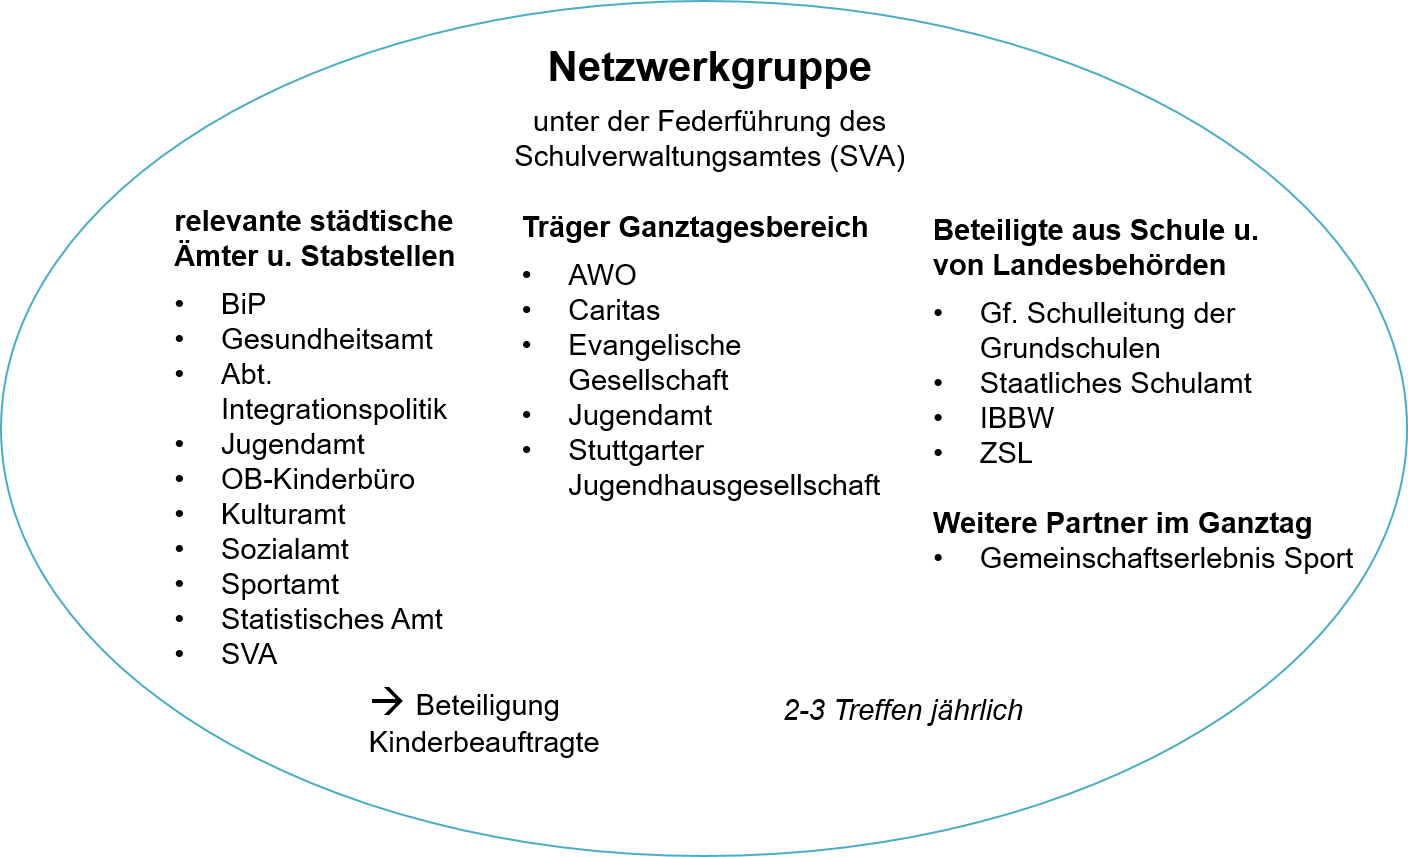 Netzwerkgruppe
unter der Federführung des
Schulverwaltungsamtes (SVA)
relevante städtische
Ämter u. Stabstellen
• BiP
• Gesundheitsamt
• Abt.
Integrationspolitik
• Jugendamt
• OB-Kinderbüro
• Kulturamt
• Sozialamt
• Sportamt
• Statistisches Amt
• SVA
→ Beteiligung
Kinderbeauftragte
Träger Ganztagesbereich
• AWO
• Caritas
• Evangelische
Gesellschaft
• Jugendamt
• Stuttgarter
Jugendhausgesellschaft
Beteiligte aus Schule u.
von Landesbehörden
• Gf. Schulleitung der
Grundschulen
• Staatliches Schulamt
• IBBW
• ZSL
Weitere Partner im Ganztag
• Gemeinschaftserlebnis Sport
2-3 Treffen jährlich